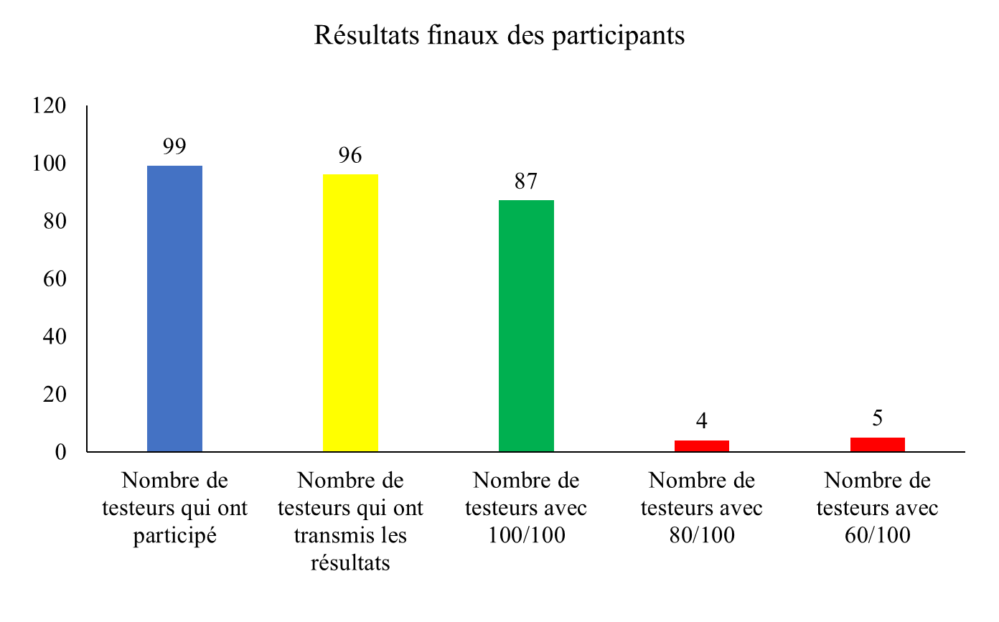 Résultats finaux des participants
120
100
80
60
40
20
0
99
96
87
4
5
Nombre de
testeurs qui ont
participé
Nombre de
testeurs qui ont
transmis les
résultats
Nombre de
testeurs avec
100/100
Nombre de
testeurs avec
80/100
Nombre de
testeurs avec
60/100